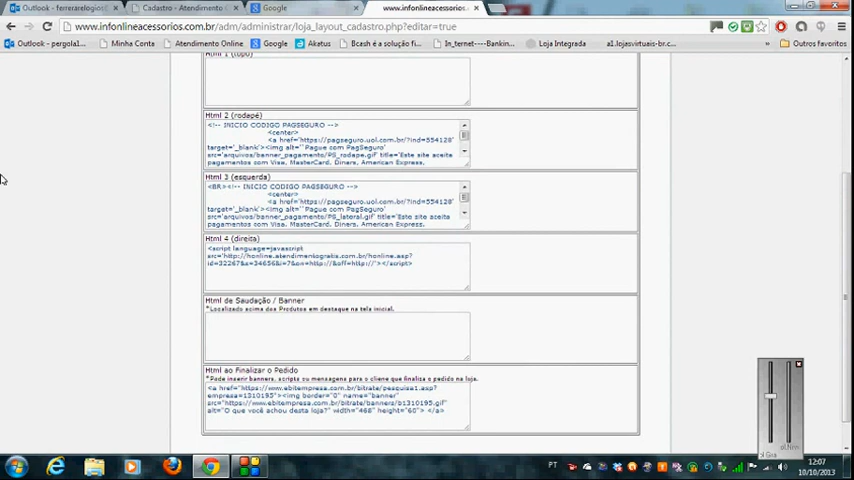 Outlook - ferrerarelogios(
Cadastro - Atendimento O
Google
www.infonlineacessorios.c
www.infonlineacessorios.com.br/adm/administrar/loja_layout_cadastro.php?editar=true
Outlook - pergola1...
Minha Conta
Atendimento Online
Google
Akatus
Bcash é a solução fi...
In_ternet----Bankin...
Loja Integrada
a1.lojasvirtuais-br.c...
»
Outros favoritos
Html 1 (topo)
Html 2 (rodapé)
<!-- INICIO CODIGO PAGSEGURO -->
<center>
<a href='https://pagseguro.uol.com.br/?ind=554128'
target='_blank'><img alt='`Pague com PagSeguro'
src='arquivos/banner_pagamento/PS_rodape.gif' title='Este site aceita
pagamentos com Visa, MasterCard, Diners, American Express,
Html 3 (esquerda)
<BR><!-- INICIO CODIGO PAGSEGURO -->
<center>
<a href='https://pagseguro.uol.com.br/?ind=554128'
target='_blank'><img alt='`Pague com PagSeguro'
src='arquivos/banner_pagamento/PS_lateral.gif' title='Este site aceita
pagamentos com Visa, MasterCard, Diners, American Express,
Html 4 (direita)
<script language=javascript
src='http://honline.atendimentogratis.com.br/honline.asp?
id=32267&s=34656&i=7&on=http://&off=http://'></script>
Html de Saudação / Banner
*Localizado acima dos Produtos em destaque na tela inicial.
Html ao Finalizar o Pedido
*Pode inserir banners, scripts ou mensagens para o cliene que finaliza o pedido na loja.
<a href="https://www.ebitempresa.com.br/bitrate/pesquisa1.asp?
empresa=1310195"><img border="0" name="banner"
src="https://www.ebitempresa.com.br/bitrate/banners/b1310195.gif"
alt="O que você achou desta loja?" width="468" height="60"> </a>
PT
12:07
10/10/2013